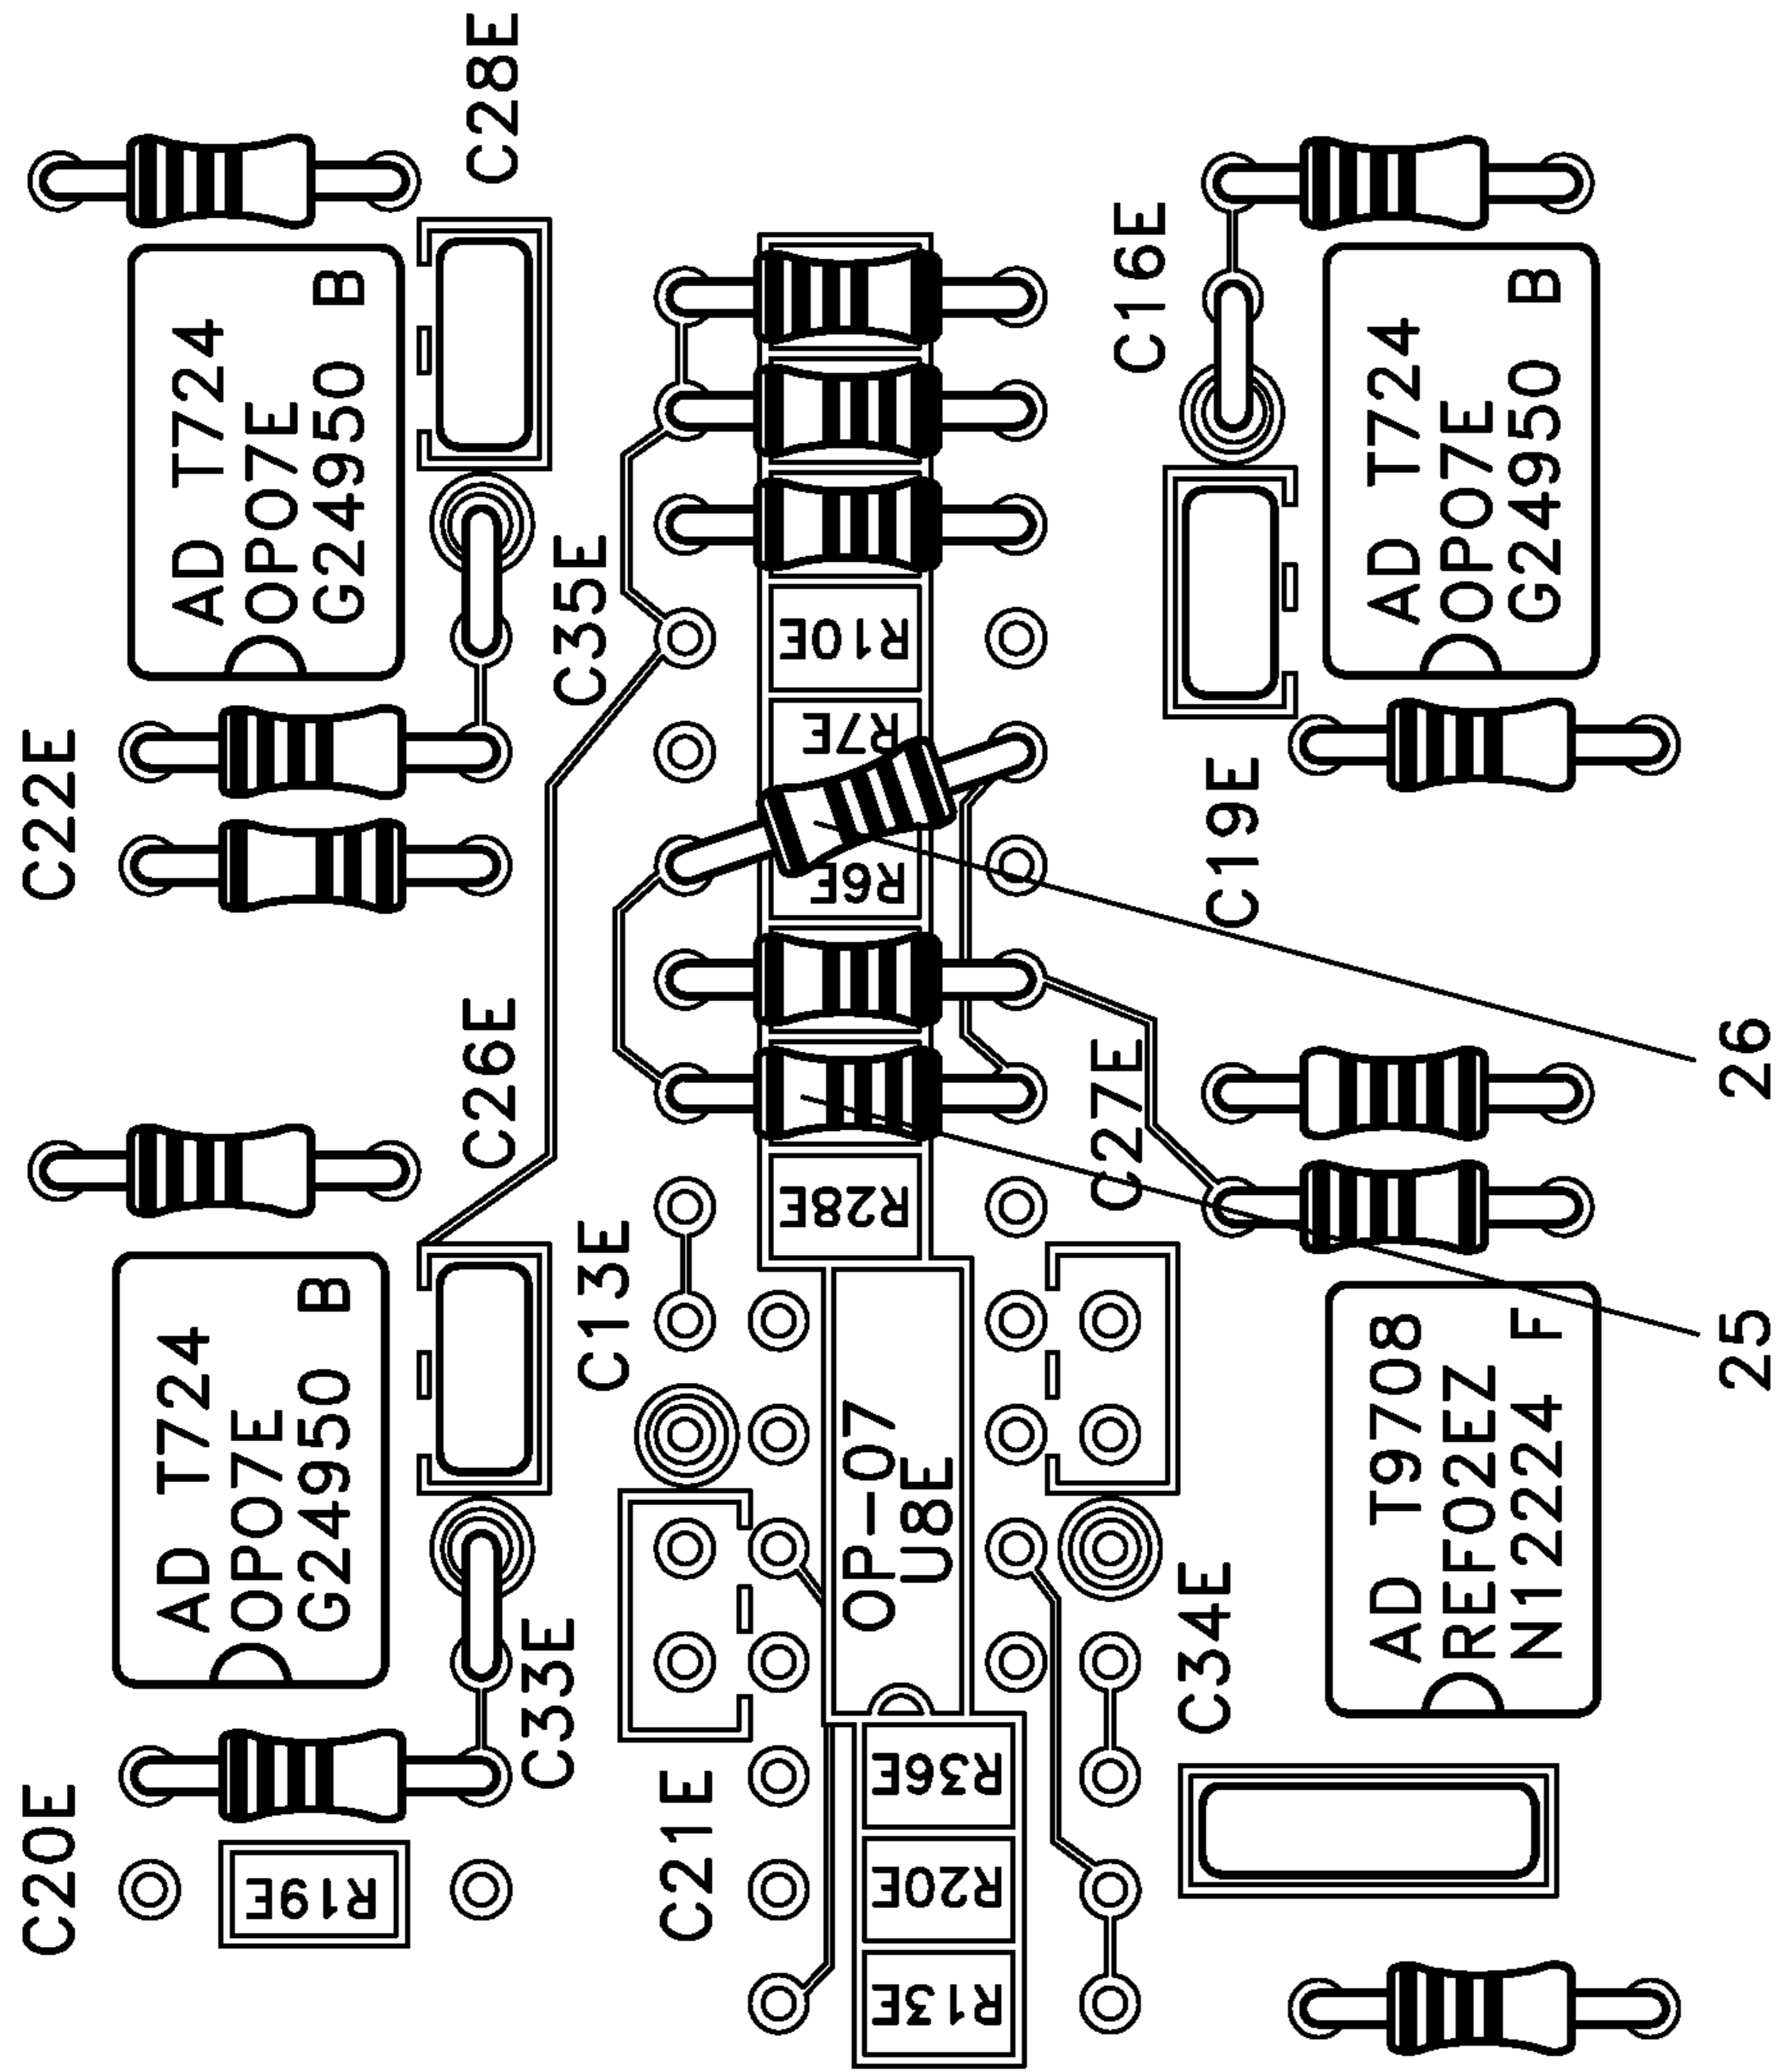 C28E
C22E
AD T724
OP07E
G24950 B
C35E
C16E
AD T724
OP07E
G24950 B
R10E
R7E
R6E
C19E
26
C26E
C27E
R28E
25
AD T724
OP07E
G24950 B
C13E
C33E
OP-07
U8E
C34E
AD T9708
REF02EZ
N12224 F
C20E
R19E
C21E
R36E
R20E
R13E